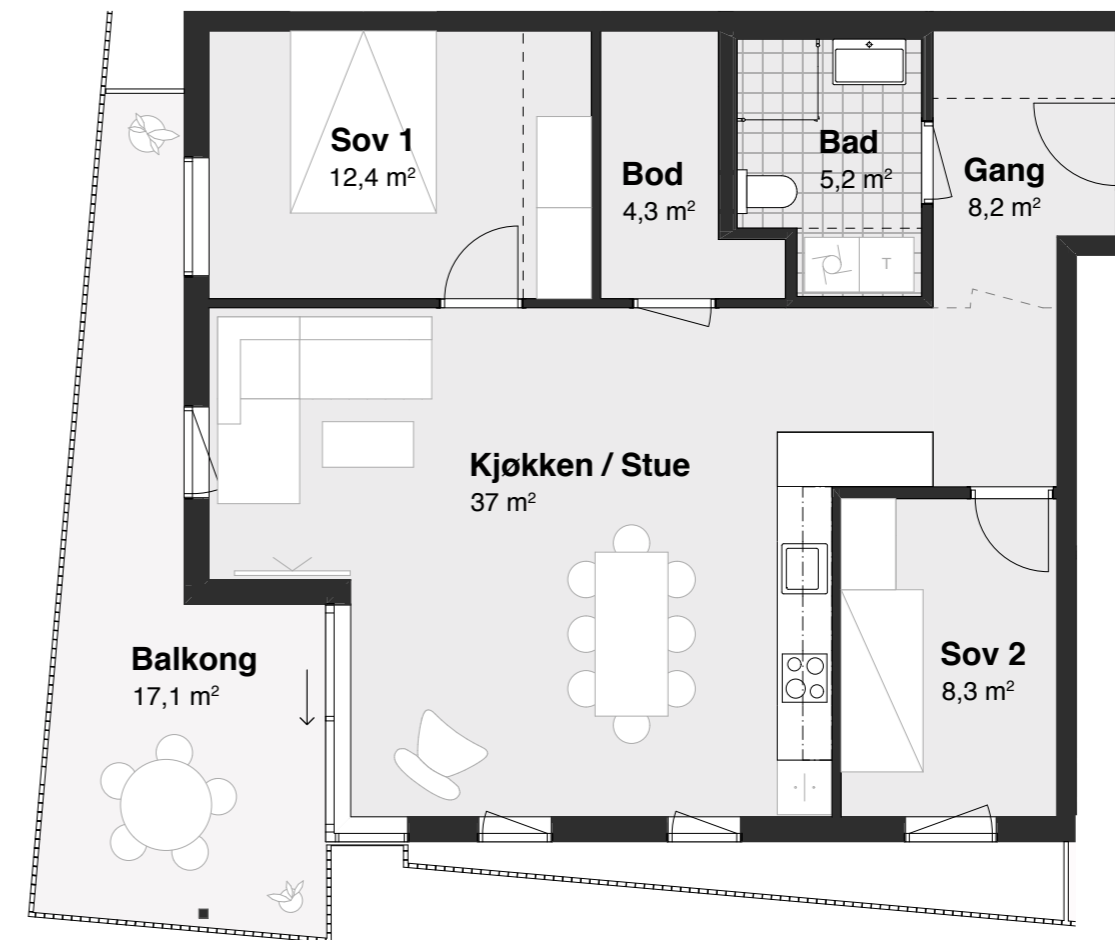 Sov 1
12,4 m²
Bod
4,3 m²
Bad
5,2 m²
Gang
8,2 m²
T
Kjøkken / Stue
37 m²
Balkong
17,1 m²
Sov 2
8,3 m²